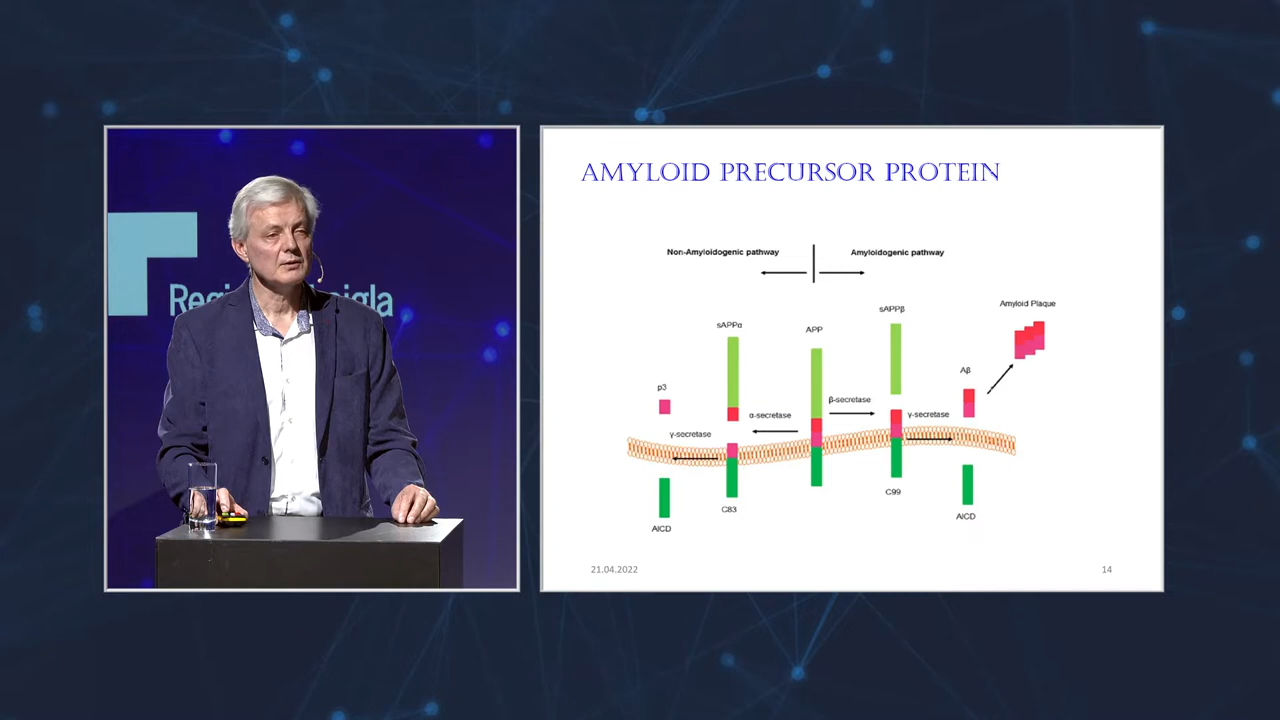 AMYLOID PRECURSOR PROTEIN
Non-Amyloidogenic pathway
Amyloidogenic pathway
sAPPα
APP
sAPPβ
Amyloid Plaque
p3
Aβ
α-secretase
β-secretase
γ-secretase
γ-secretase
C83
C99
AICD
AICD
21.04.2022
14